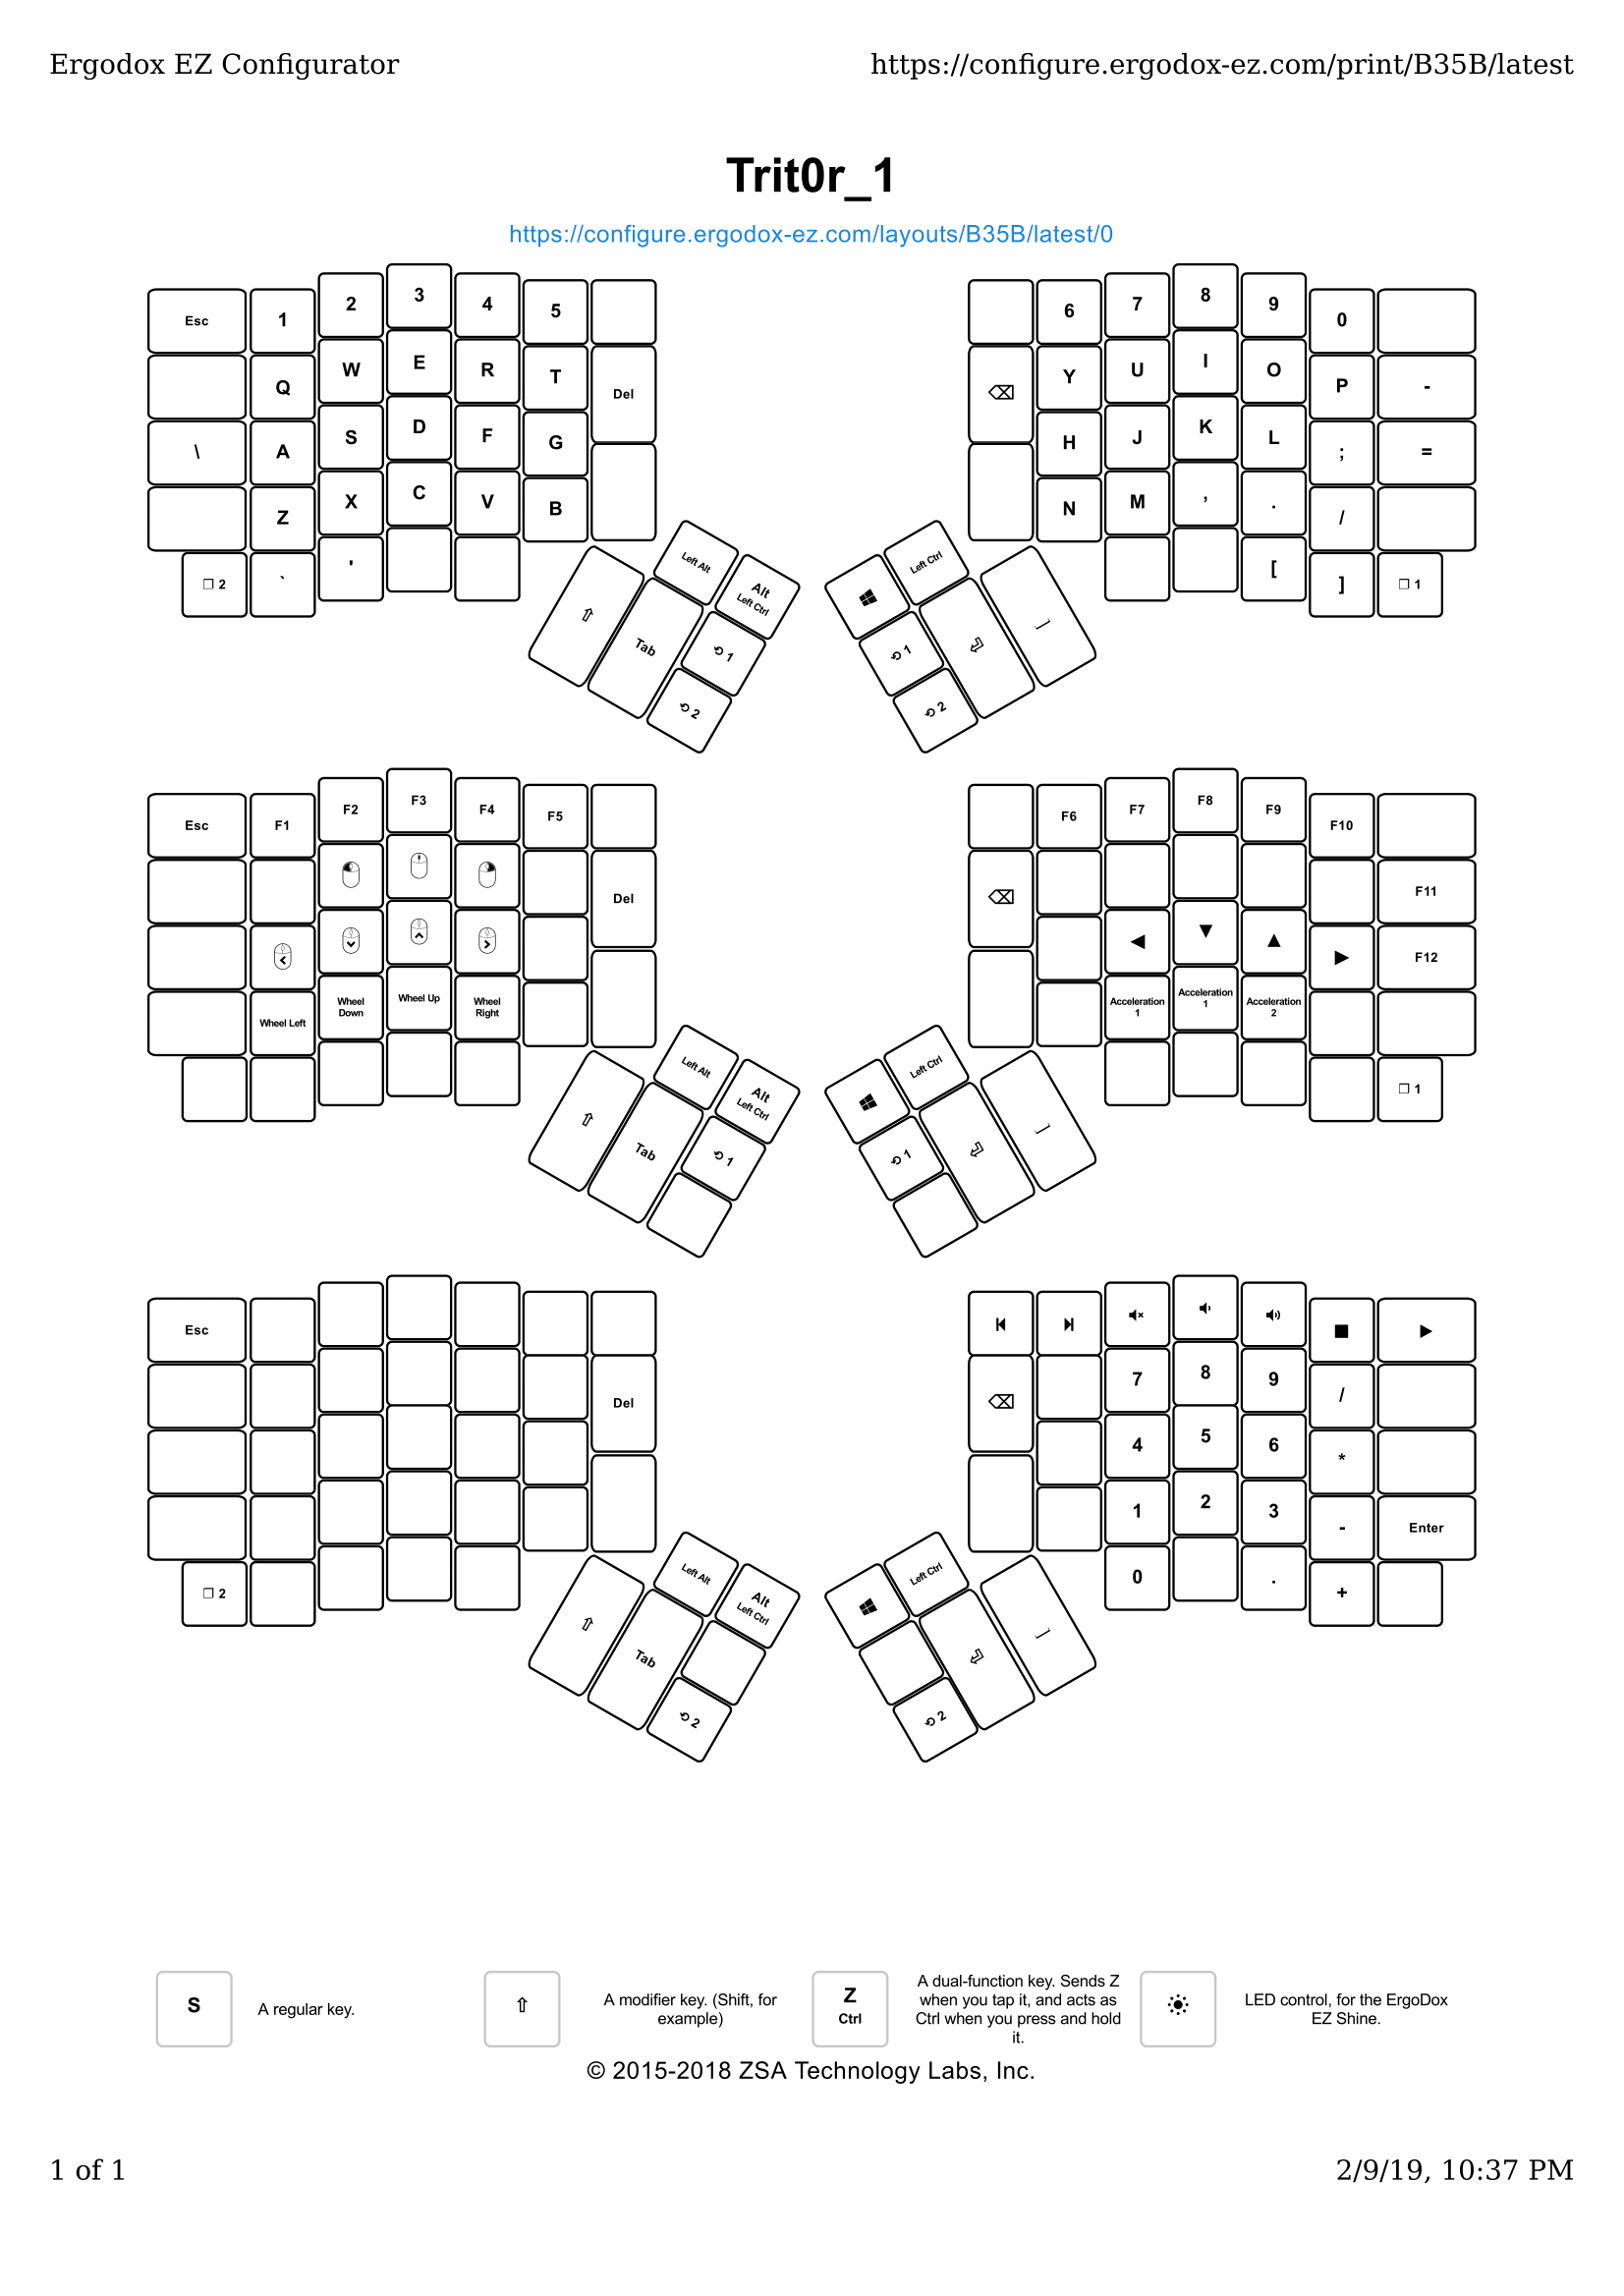 Ergodox EZ Configurator https://configure.ergodox-ez.com/print/B35B/latest
Trit0r_1
https://configure.ergodox-ez.com/layouts/B35B/latest/0
Esc 1 2 3 4 5 6 7 8 9 0
Q W E R T Del ⌫ Y U I O P -
\ A S D F G H J K L ; =
Z X C V B N M , . /
❐ 2 ` ' [ ] ❐ 1
Left Alt Left Ctrl
Alt Left Ctrl
⇧ Tab ⟲ 1 ⟲ 1
⟲ 2 ⟲ 2
Esc F1 F2 F3 F4 F5 F6 F7 F8 F9 F10
Del ⌫ F11
◀ ▼ ▲ ▶ F12
Wheel Left Wheel Down Wheel Up Wheel Right Acceleration 1 Acceleration 1 Acceleration 2
❐ 1
Left Alt Left Ctrl
Alt Left Ctrl
⇧ Tab ⟲ 1 ⟲ 1
Esc
Del ⌫ 7 8 9 /
4 5 6 *
1 2 3 - Enter
❐ 2 0 . +
Left Alt Left Ctrl
Alt Left Ctrl
⇧ Tab
⟲ 2 ⟲ 2
S A regular key.
⇧ A modifier key. (Shift, for
example)
Z
Ctrl
A dual-function key. Sends Z
when you tap it, and acts as
Ctrl when you press and hold
it.
LED control, for the ErgoDox
EZ Shine.
© 2015-2018 ZSA Technology Labs, Inc.
1 of 1 2/9/19, 10:37 PM